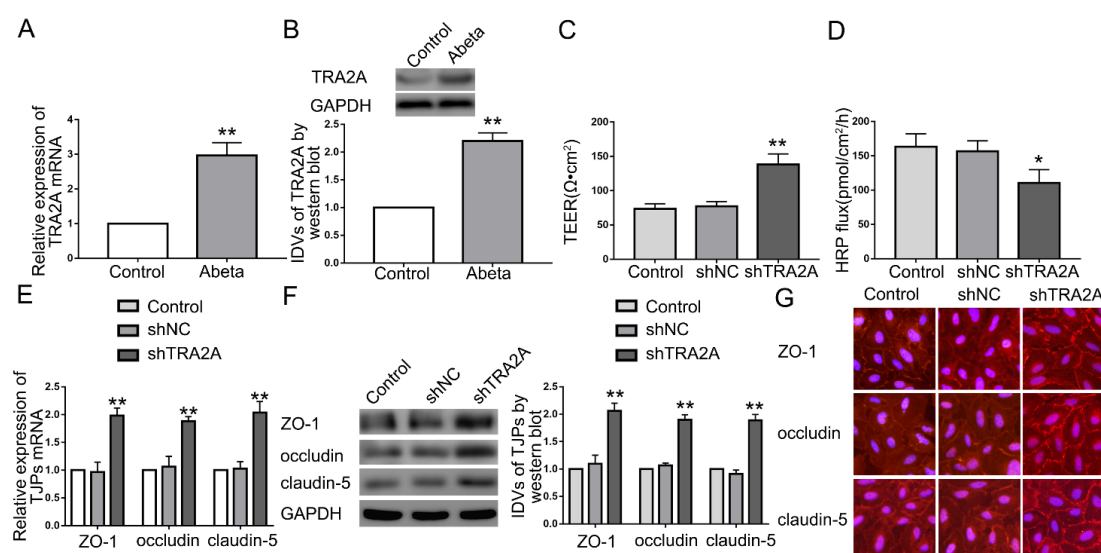 A
Relative expression of
TRA2A mRNA
4
3
2
1
0
**
Control
Abeta
B
Control
Abeta
TRA2A
GAPDH
IDVs of TRA2A by
western blot
2.5
2.0
1.5
1.0
0.5
0.0
**
Control
Abeta
C
TEER(Ω•cm²)
200
150
100
50
0
**
Control
shNC
shTRA2A
D
HRP flux(pmol/cm²/h)
200
150
100
50
0
*
Control
shNC
shTRA2A
E
Control
shNC
shTRA2A
Relative expression of
TJPs mRNA
2.5
2.0
1.5
1.0
0.5
0.0
**
**
**
ZO-1
occludin
claudin-5
F
Control
shNC
shTRA2A
ZO-1
occludin
claudin-5
GAPDH
Control
shNC
shTRA2A
IDVs of TJPs by
western blot
2.5
2.0
1.5
1.0
0.5
0.0
**
**
**
ZO-1
occludin
claudin-5
G
Control
shNC
shTRA2A
ZO-1
occludin
claudin-5